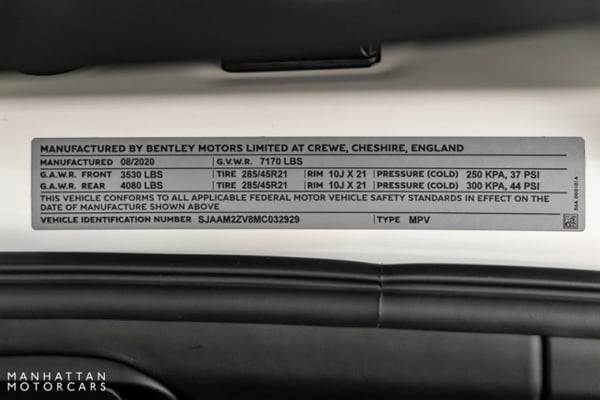 MANUFACTURED BY BENTLEY MOTORS LIMITED AT CREWE, CHESHIRE, ENGLAND
MANUFACTURED 08/2020 G.V.W.R. 7170 LBS
G.A.W.R. FRONT 3530 LBS TIRE 285/45R21 RIM 10J X 21 PRESSURE (COLD) 250 KPA, 37 PSI
G.A.W.R. REAR 4080 LBS TIRE 285/45R21 RIM 10J X 21 PRESSURE (COLD) 300 KPA, 44 PSI
THIS VEHICLE CONFORMS TO ALL APPLICABLE FEDERAL MOTOR VEHICLE SAFETY STANDARDS IN EFFECT ON THE
DATE OF MANUFACTURE SHOWN ABOVE
VEHICLE IDENTIFICATION NUMBER SJAAM2ZV8MC032929 TYPE MPV
MANHATTAN
MOTORCARS